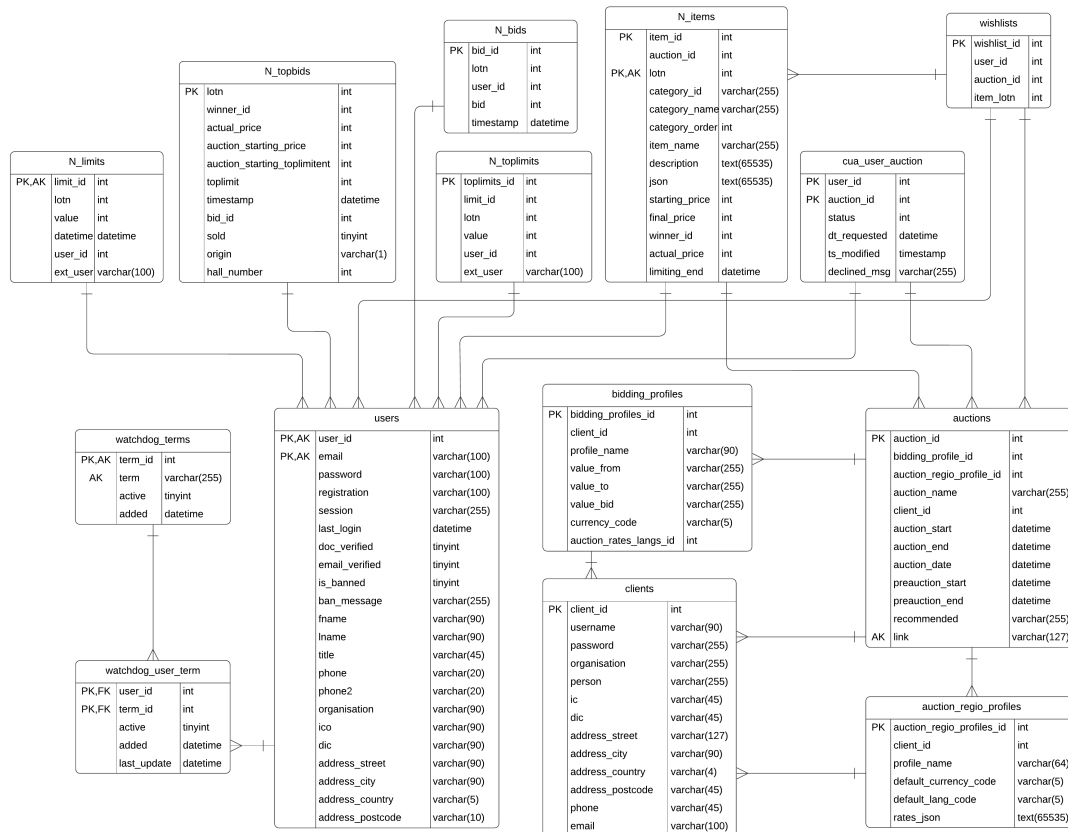 N_limits
PK,AK limit_id int
lotn int
value int
datetime datetime
user_id int
ext_user varchar(100)
N_topbids
PK lotn int
winner_id int
actual_price int
auction_starting_price int
auction_starting_toplimitent int
toplimit int
timestamp datetime
bid_id int
sold tinyint
origin varchar(1)
hall_number int
N_bids
PK bid_id int
lotn int
user_id int
bid int
timestamp datetime
N_toplimits
PK toplimits_id int
limit_id int
lotn int
value int
user_id int
ext_user varchar(100)
N_items
PK item_id int
auction_id int
PK,AK lotn int
category_id varchar(255)
category_name varchar(255)
category_order int
item_name varchar(255)
description text(65535)
json text(65535)
starting_price int
final_price int
winner_id int
actual_price int
limiting_end datetime
wishlists
PK wishlist_id int
user_id int
auction_id int
item_lotn int
cua_user_auction
PK user_id int
PK auction_id int
status int
dt_requested datetime
ts_modified timestamp
declined_msg varchar(255)
watchdog_terms
PK,AK term_id int
AK term varchar(255)
active tinyint
added datetime
watchdog_user_term
PK,FK user_id int
PK,FK term_id int
active tinyint
added datetime
last_update datetime
users
PK,AK user_id int
PK,AK email varchar(100)
password varchar(100)
registration varchar(100)
session varchar(255)
last_login datetime
doc_verified tinyint
email_verified tinyint
is_banned tinyint
ban_message varchar(255)
fname varchar(90)
lname varchar(90)
title varchar(45)
phone varchar(20)
phone2 varchar(20)
organisation varchar(90)
ico varchar(90)
dic varchar(90)
address_street varchar(90)
address_city varchar(90)
address_country varchar(5)
address_postcode varchar(10)
bidding_profiles
PK bidding_profiles_id int
client_id int
profile_name varchar(90)
value_from varchar(255)
value_to varchar(255)
value_bid varchar(255)
currency_code varchar(5)
auction_rates_langs_id int
clients
PK client_id int
username varchar(90)
password varchar(255)
organisation varchar(255)
person varchar(255)
ic varchar(45)
dic varchar(45)
address_street varchar(127)
address_city varchar(90)
address_country varchar(4)
address_postcode varchar(45)
phone varchar(45)
email varchar(100)
auctions
PK auction_id int
bidding_profile_id int
auction_regio_profile_id int
auction_name varchar(255)
client_id int
auction_start datetime
auction_end datetime
auction_date datetime
preauction_start datetime
preauction_end datetime
recommended varchar(255)
AK link varchar(127)
auction_regio_profiles
PK auction_regio_profiles_id int
client_id int
profile_name varchar(64)
default_currency_code varchar(5)
default_lang_code varchar(5)
rates_json text(65535)